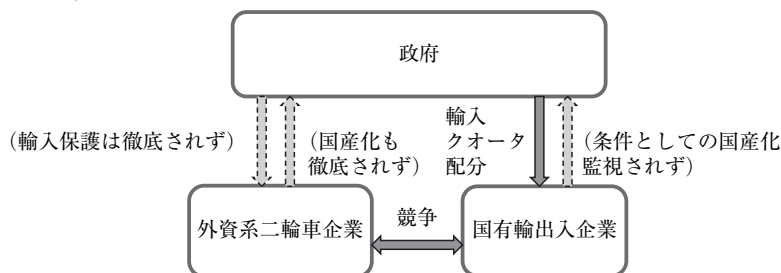 政府
（輸入保護は徹底されず）
（国産化も
徹底されず）
輸入
クオータ
配分
（条件としての国産化
監視されず）
外資系二輪車企業
競争
国有輸出入企業